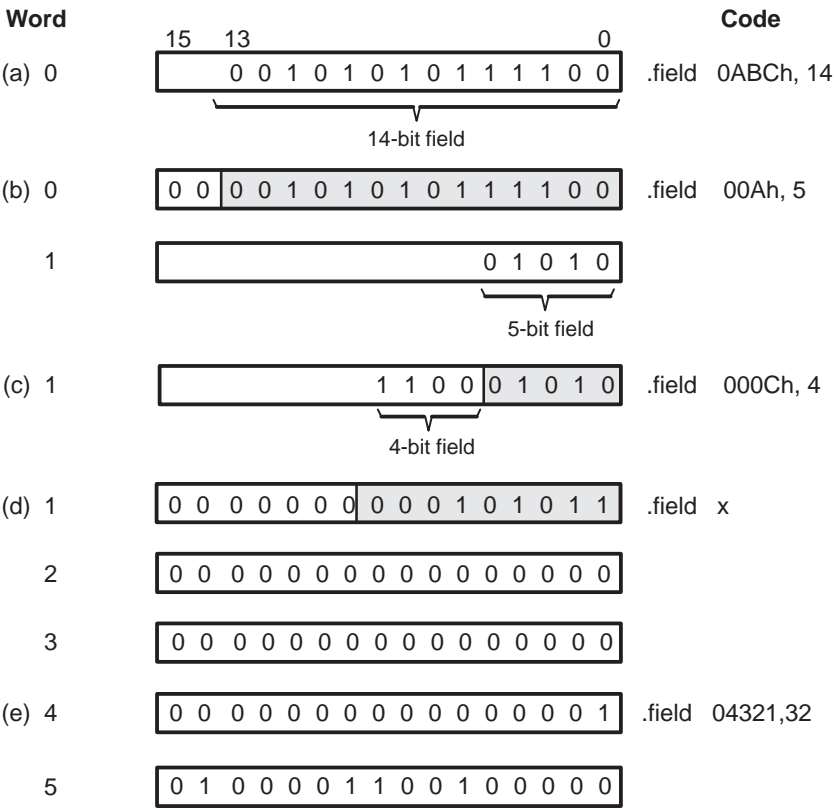 Word Code
15 13 0
(a) 0 0 0 1 0 1 0 1 0 1 1 1 1 0 0 .field 0ABCh, 14
14-bit field
(b) 0 0 0 0 0 1 0 1 0 1 0 1 1 1 1 0 0 .field 00Ah, 5
1 0 1 0 1 0
5-bit field
(c) 1 1 1 0 0 0 1 0 1 0 .field 000Ch, 4
4-bit field
(d) 1 0 0 0 0 0 0 0 0 0 0 1 0 1 0 1 1 .field x
2 0 0 0 0 0 0 0 0 0 0 0 0 0 0 0 0
3 0 0 0 0 0 0 0 0 0 0 0 0 0 0 0 0
(e) 4 0 0 0 0 0 0 0 0 0 0 0 0 0 0 0 1 .field 04321,32
5 0 1 0 0 0 0 1 1 0 0 1 0 0 0 0 0